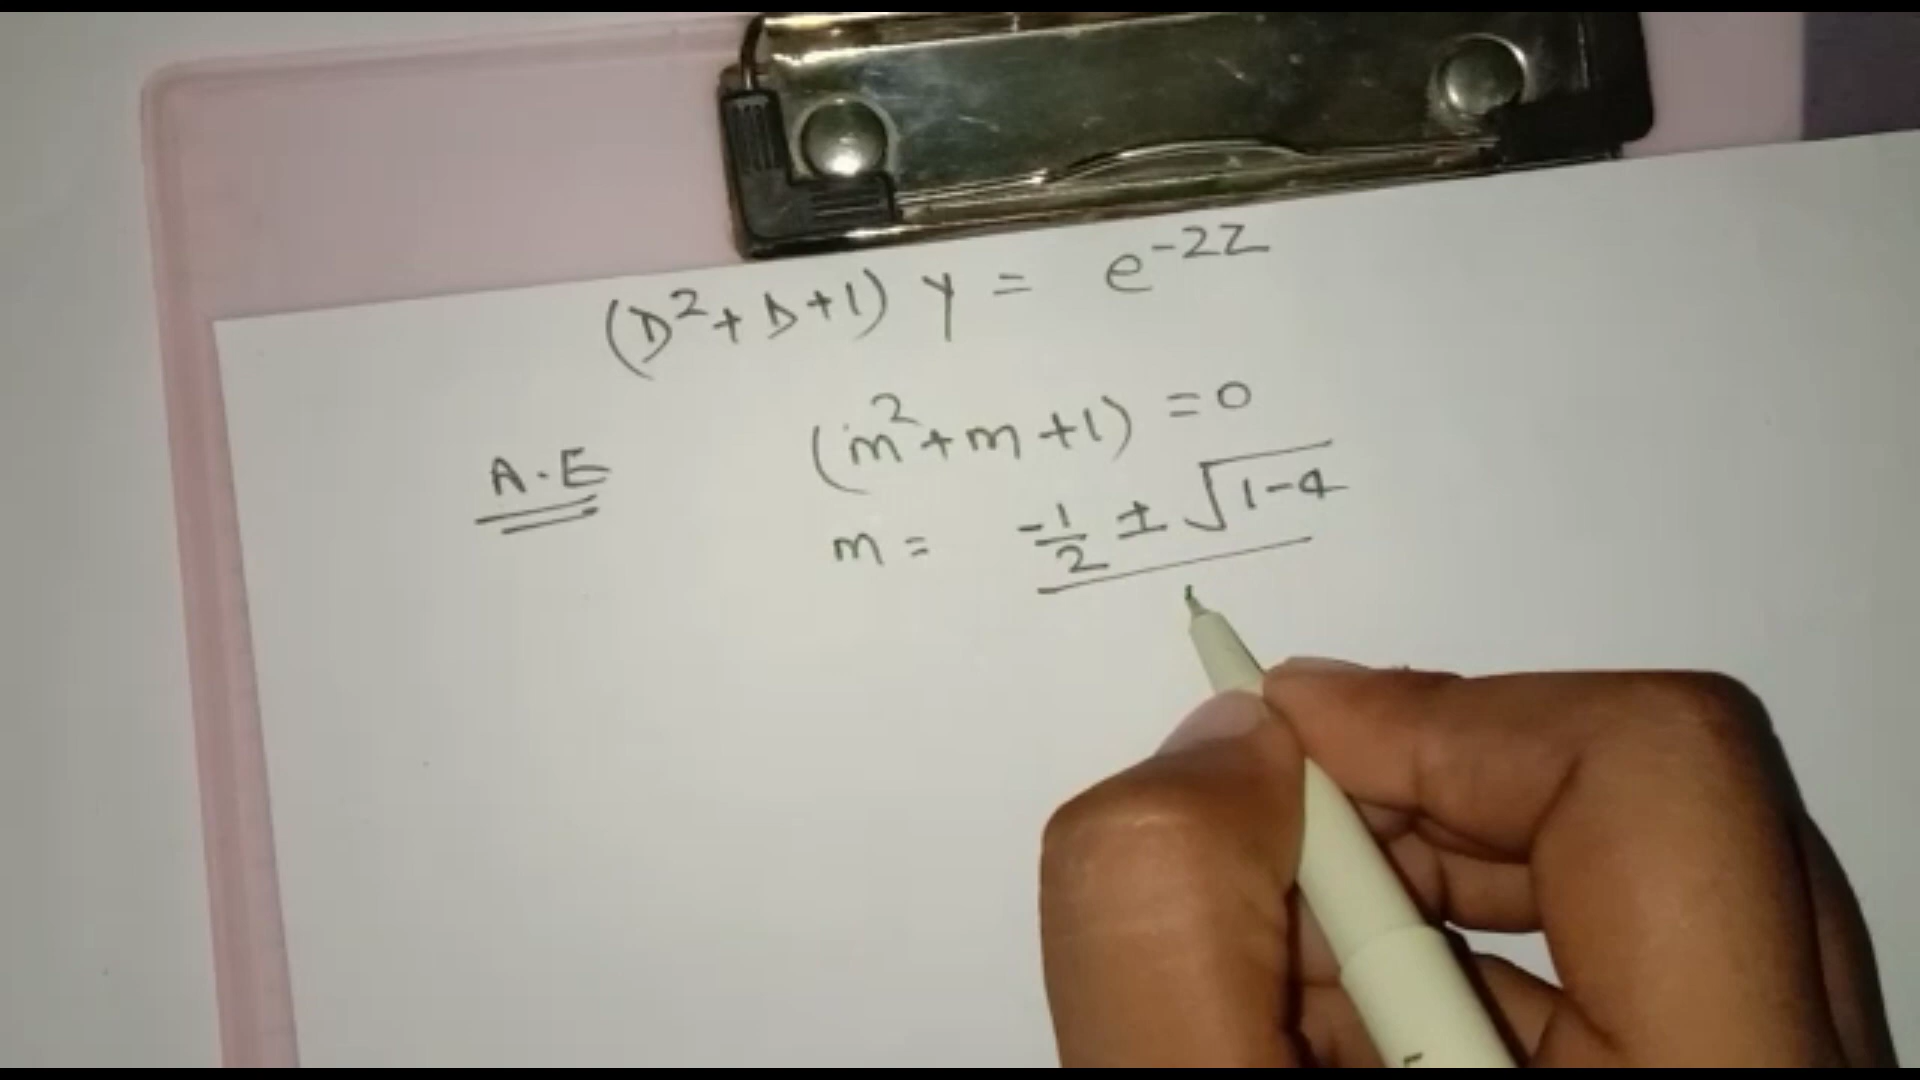 (D²+D+1) y = e^-2Z
A.E (m²+m+1) =0
m = -1/2 ± √1-4